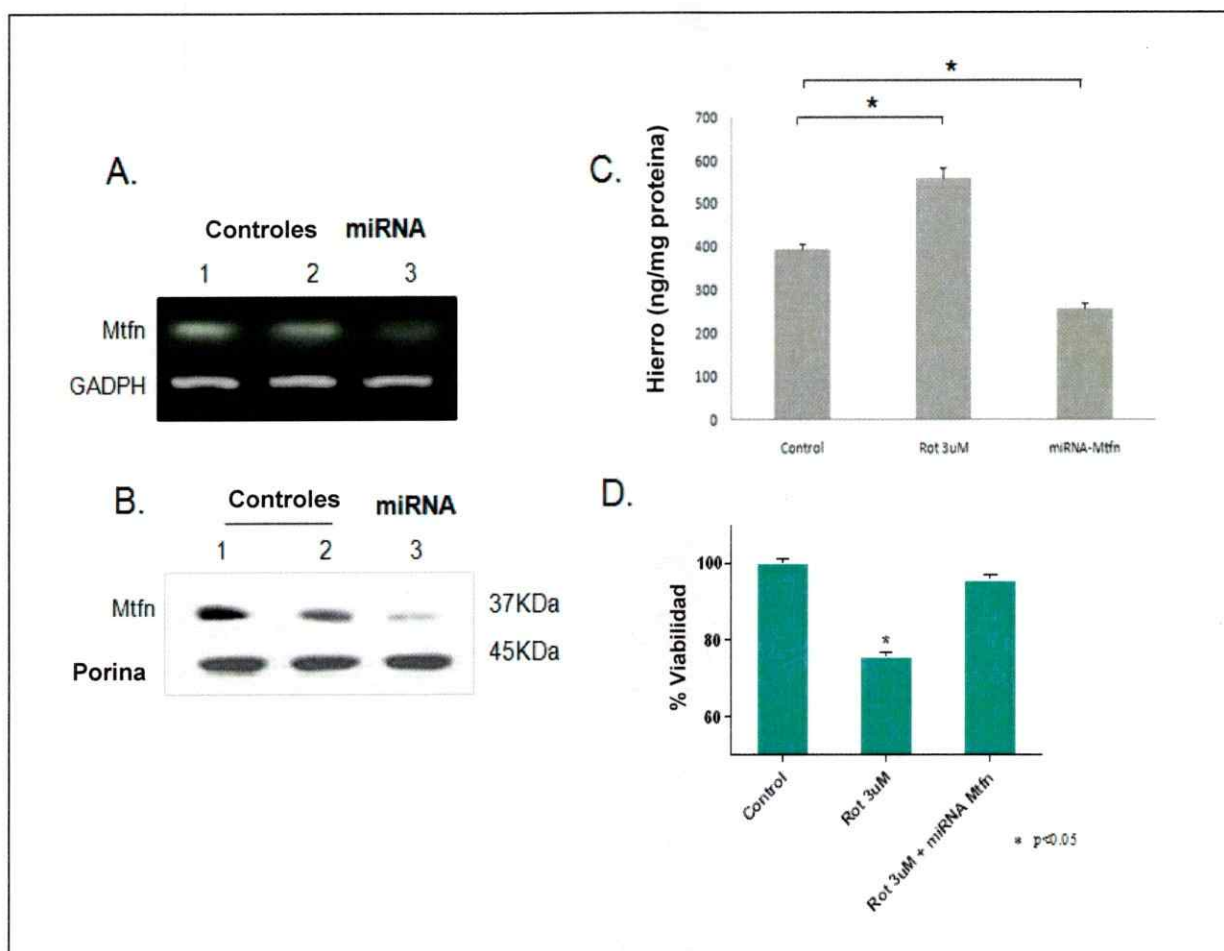 A.
Controles miRNA
1 2 3
Mtfn
GADPH
B.
Controles miRNA
1 2 3
Mtfn 37KDa
Porina 45KDa
C.
* *
Hierro (ng/mg proteina)
700
600
500
400
300
200
100
0
Control Rot 3uM miRNA-Mtfn
D.
% Viabilidad
100
80
60
*
Control Rot 3uM Rot 3uM + miRNA Mtfn
* p<0.05